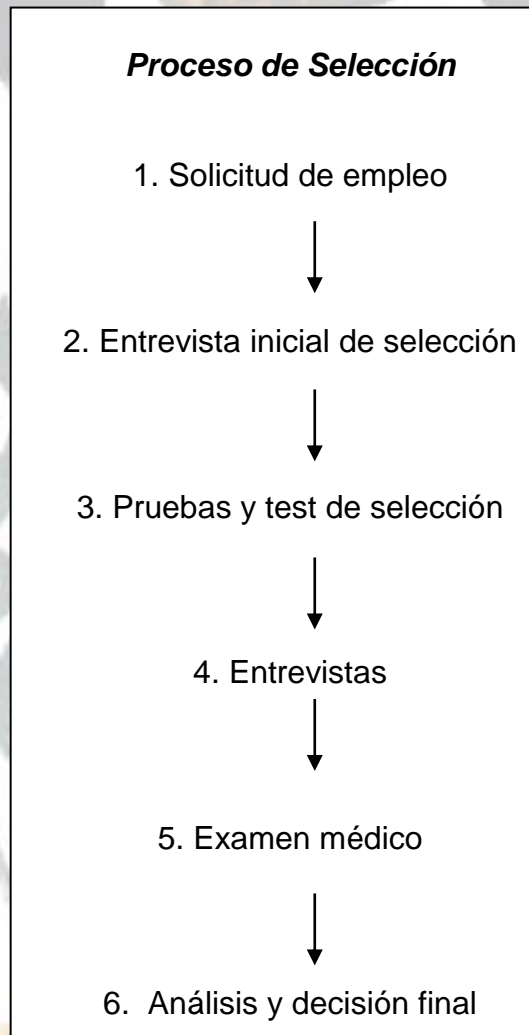 Proceso de Selección
1. Solicitud de empleo
2. Entrevista inicial de selección
3. Pruebas y test de selección
4. Entrevistas
5. Examen médico
6. Análisis y decisión final